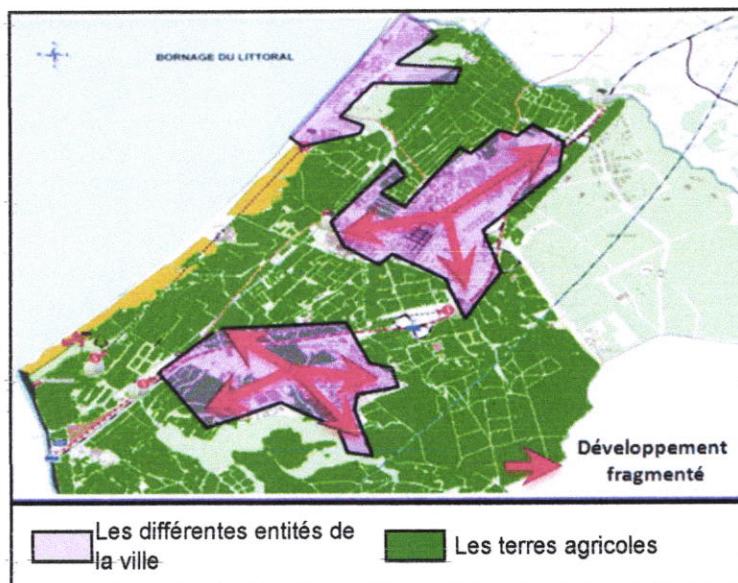 BORNAGE DU LITTORAL
Développement
fragmenté
Les différentes entités de
la ville
Les terres agricoles